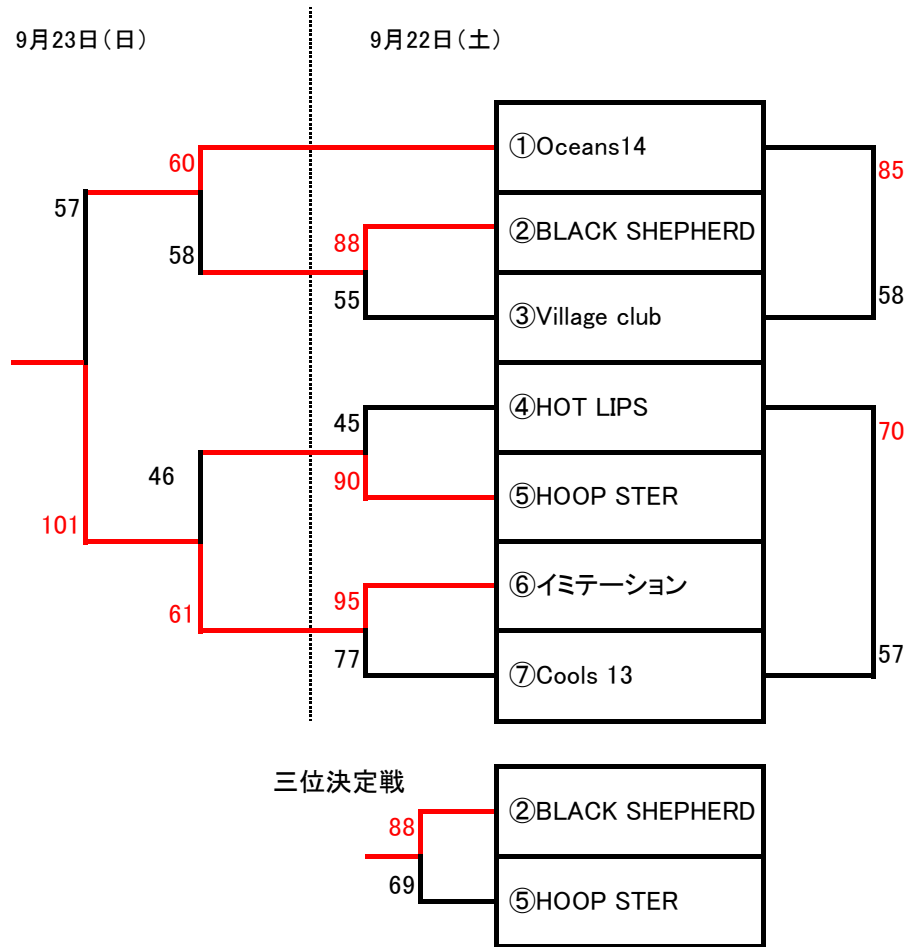 9月23日（日）
9月22日（土）
①Oceans14
60
85
57
②BLACK SHEPHERD
88
58
55
58
③Village club
④HOT LIPS
45
70
46
90
⑤HOOP STER
101
⑥イミテーション
95
61
77
57
⑦Cools 13
三位決定戦
②BLACK SHEPHERD
88
69
⑤HOOP STER